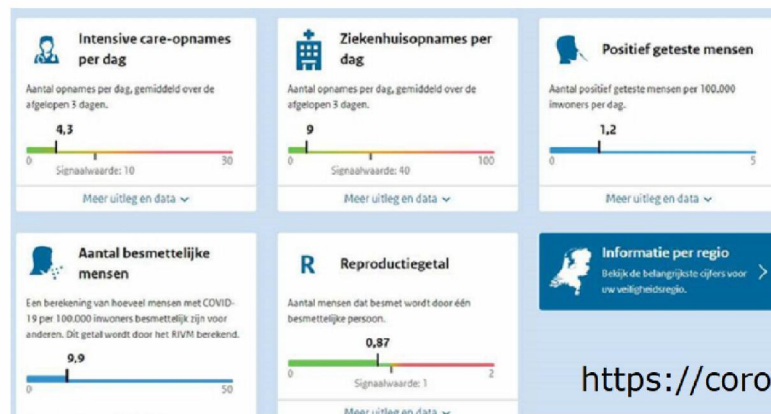 Intensive care-opnames
per dag
Aantal opnames per dag, gemiddeld over de
afgelopen 3 dagen.
4,3
0
30
Signaalwaarde: 10
Meer uitleg en data
Ziekenhuisopnames per
dag
Aantal opnames per dag, gemiddeld over de
afgelopen 3 dagen.
9
0
100
Signaalwaarde: 40
Meer uitleg en data
Positief geteste mensen
Aantal positief geteste mensen per 100.000
inwoners per dag.
1,2
0
5
Meer uitleg en data
Aantal besmettelijke
mensen
Een berekening van hoeveel mensen met COVID-
19 per 100.000 inwoners besmettelijk zijn voor
anderen. Dit getal wordt door het RIVM berekend.
9,9
0
50
R
Reproductiegetal
Aantal mensen dat besmet wordt door één
besmettelijke persoon.
0,87
0
2
Signaalwaarde: 1
Meer uitleg en data
Informatie per regio
Bekijk de belangrijkste cijfers voor
uw veiligheidsregio.
https://coro